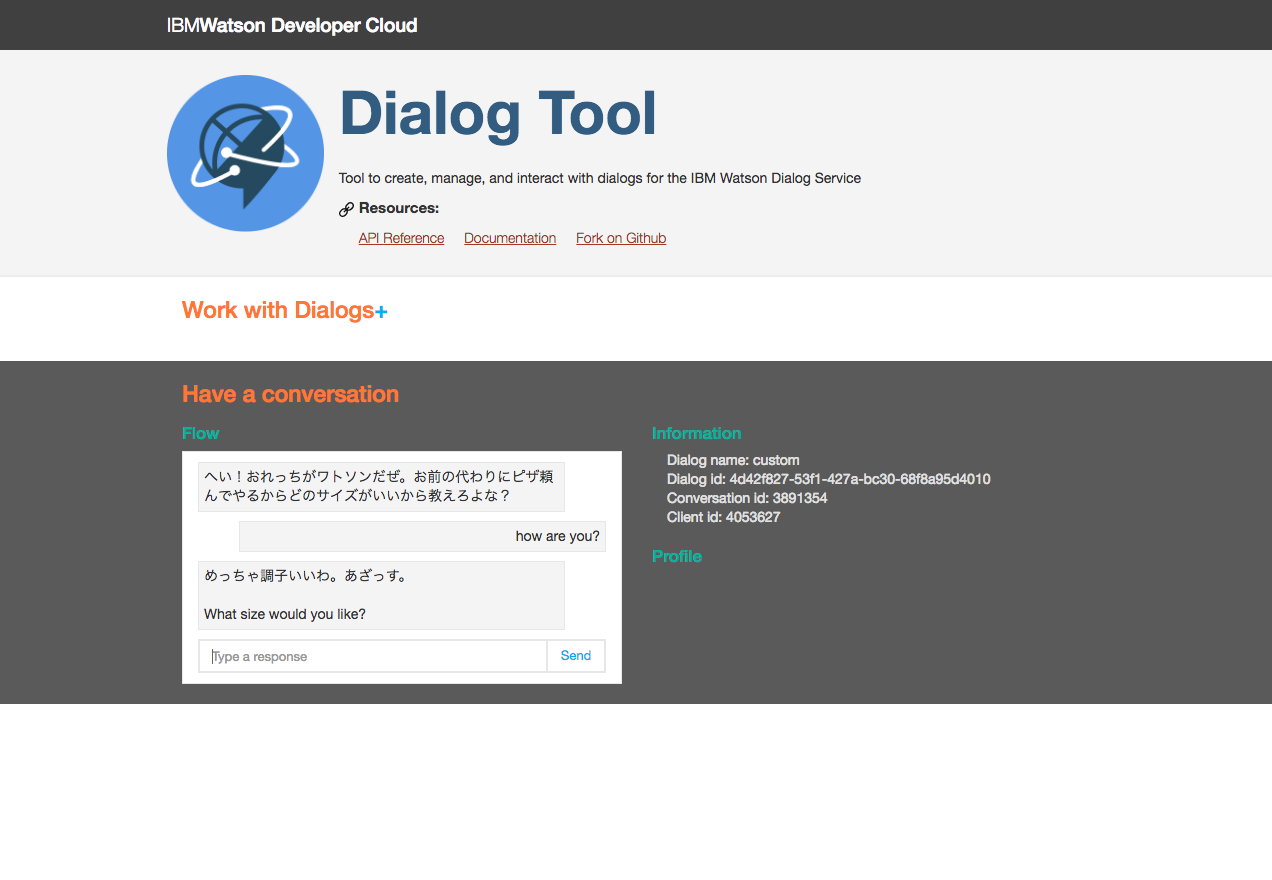 IBMWatson Developer Cloud
Dialog Tool
Tool to create, manage, and interact with dialogs for the IBM Watson Dialog Service
Resources:
API Reference Documentation Fork on Github
Work with Dialogs+
Have a conversation
Flow
へい！おれっちがワトソンだぜ。お前の代わりにピザ頼
んでやるからどのサイズがいいから教えろよな？
how are you?
めっちゃ調子いいわ。あざっす。
What size would you like?
Type a response
Send
Information
Dialog name: custom
Dialog id: 4d42f827-53f1-427a-bc30-68f8a95d4010
Conversation id: 3891354
Client id: 4053627
Profile